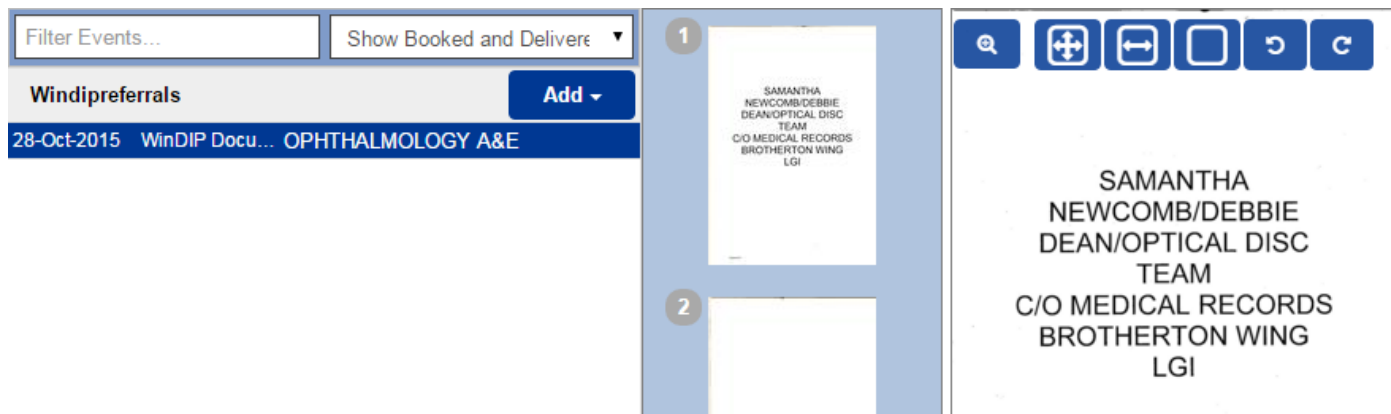 Filter Events...
Show Booked and Delivere
Windipreferrals
Add
28-Oct-2015 WinDIP Docu... OPHTHALMOLOGY A&E
1
SAMANTHA
NEWCOMB/DEBBIE
DEAN/OPTICAL DISC
TEAM
C/O MEDICAL RECORDS
BROTHERTON WING
LGI
2
SAMANTHA
NEWCOMB/DEBBIE
DEAN/OPTICAL DISC
TEAM
C/O MEDICAL RECORDS
BROTHERTON WING
LGI